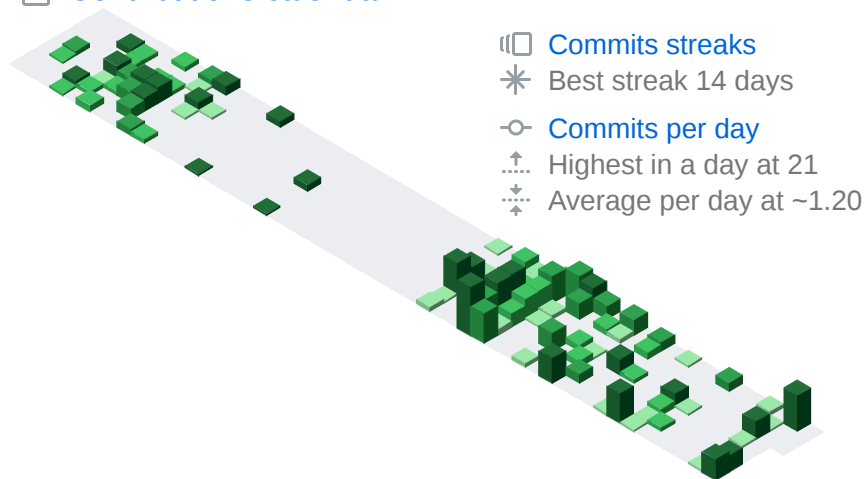 Commits streaks
Best streak 14 days
Commits per day
Highest in a day at 21
Average per day at ~1.20